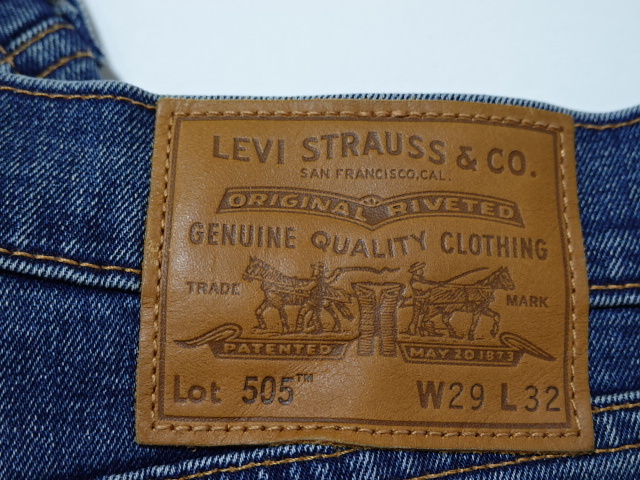 LEVI STRAUSS & CO.
SAN FRANCISCO, CAL.
ORIGINAL RIVETED
GENUINE QUALITY CLOTHING
TRADE MARK
PATENTED MAY 20 1873
Lot 505™ W29 L32